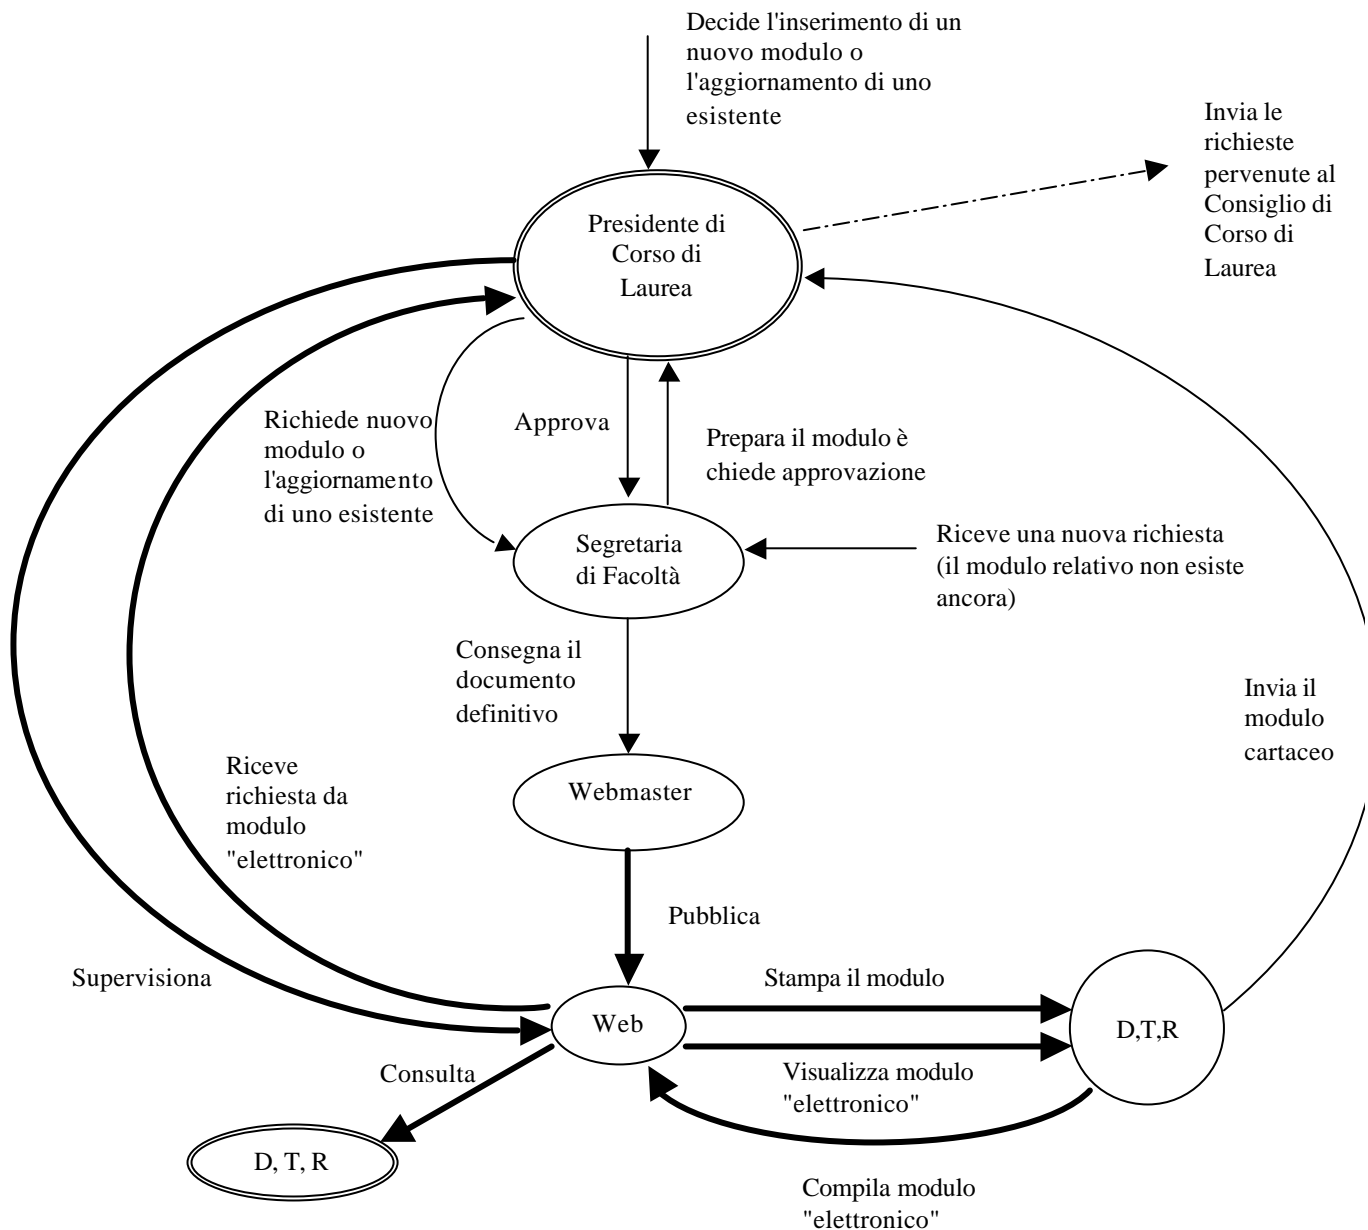 Decide l'inserimento di un
nuovo modulo o
l'aggiornamento di uno
esistente
Invia le
richieste
pervenute al
Consiglio di
Corso di
Laurea
Presidente di
Corso di
Laurea
Richiede nuovo
modulo o
l'aggiornamento
di uno esistente
Approva
Prepara il modulo è
chiede approvazione
Segretaria
di Facoltà
Riceve una nuova richiesta
(il modulo relativo non esiste
ancora)
Consegna il
documento
definitivo
Invia il
modulo
cartaceo
Riceve
richiesta da
modulo
"elettronico"
Webmaster
Pubblica
Supervisiona
Stampa il modulo
Web
D,T,R
Consulta
Visualizza modulo
"elettronico"
D, T, R
Compila modulo
"elettronico"